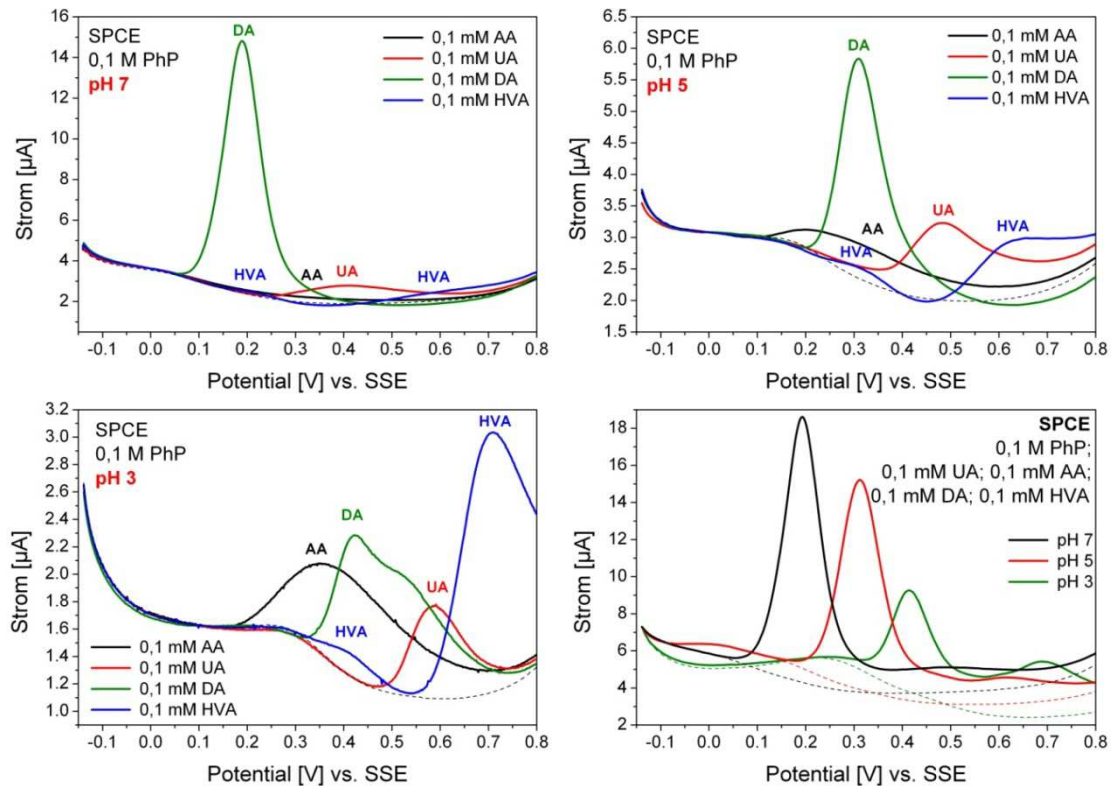 SPCE
0,1 M PhP
pH 7
DA
HVA
AA
UA
HVA
0,1 mM AA
0,1 mM UA
0,1 mM DA
0,1 mM HVA
16
14
12
10
8
6
4
2
Strom [µA]
-0.1 0.0 0.1 0.2 0.3 0.4 0.5 0.6 0.7 0.8
Potential [V] vs. SSE
SPCE
0,1 M PhP
pH 5
DA
AA
HVA
UA
HVA
0,1 mM AA
0,1 mM UA
0,1 mM DA
0,1 mM HVA
6.5
6.0
5.5
5.0
4.5
4.0
3.5
3.0
2.5
2.0
1.5
Strom [µA]
-0.1 0.0 0.1 0.2 0.3 0.4 0.5 0.6 0.7 0.8
Potential [V] vs. SSE
SPCE
0,1 M PhP
pH 3
AA
DA
HVA
UA
HVA
0,1 mM AA
0,1 mM UA
0,1 mM DA
0,1 mM HVA
3.2
3.0
2.8
2.6
2.4
2.2
2.0
1.8
1.6
1.4
1.2
1.0
Strom [µA]
-0.1 0.0 0.1 0.2 0.3 0.4 0.5 0.6 0.7 0.8
Potential [V] vs. SSE
SPCE
0,1 M PhP;
0,1 mM UA; 0,1 mM AA;
0,1 mM DA; 0,1 mM HVA
pH 7
pH 5
pH 3
18
16
14
12
10
8
6
4
2
Strom [µA]
-0.1 0.0 0.1 0.2 0.3 0.4 0.5 0.6 0.7 0.8
Potential [V] vs. SSE